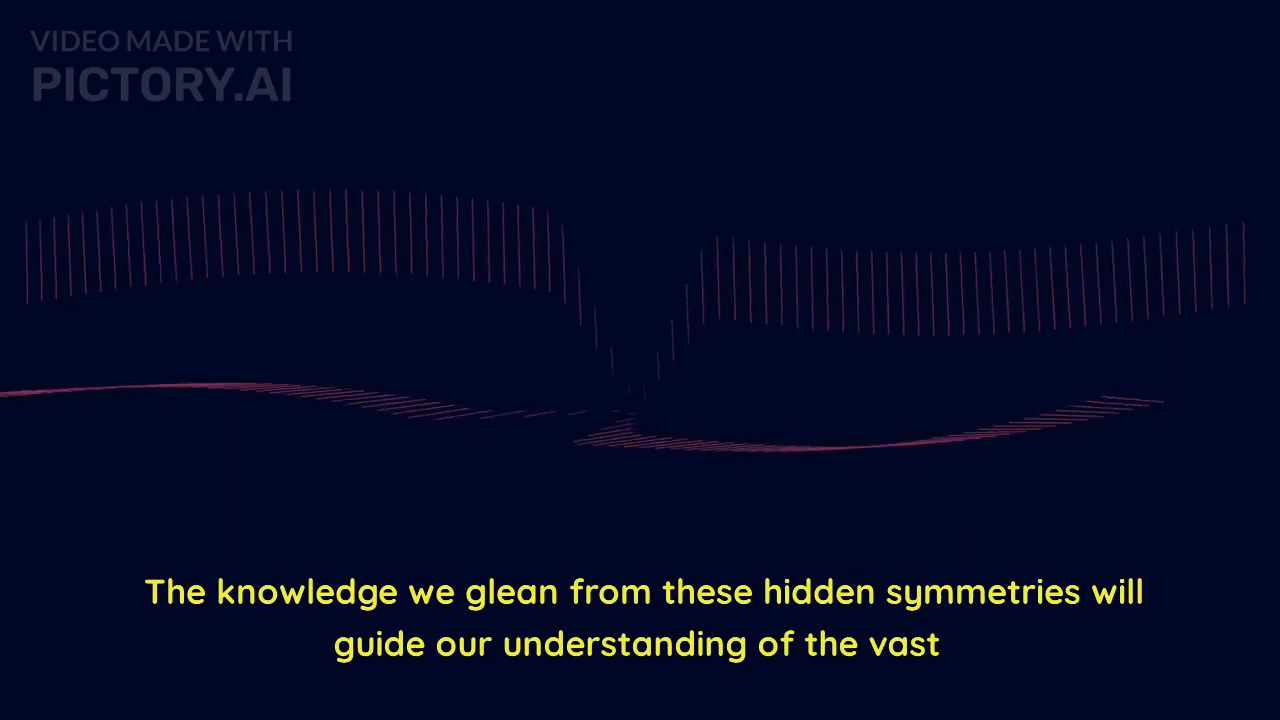 VIDEO MADE WITH
PICTORY.AI
The knowledge we glean from these hidden symmetries will
guide our understanding of the vast